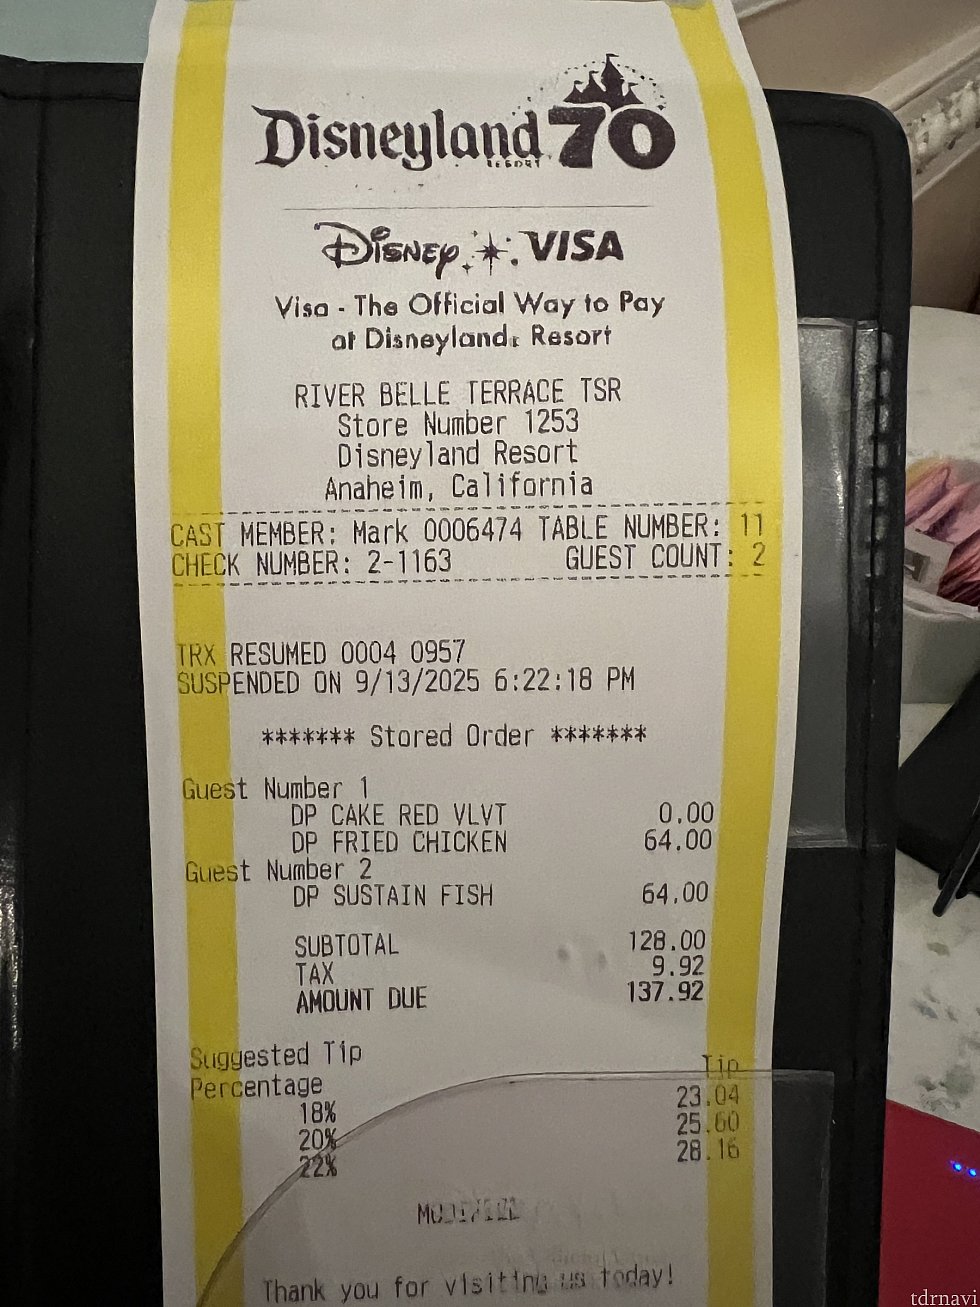 Disneyland 70
RESORT
Disney VISA
Visa - The Official Way to Pay
at Disneyland Resort
RIVER BELLE TERRACE TSR
Store Number 1253
Disneyland Resort
Anaheim, California
CAST MEMBER: Mark 0006474 TABLE NUMBER: 11
CHECK NUMBER: 2-1163 GUEST COUNT: 2
TRX RESUMED 0004 0957
SUSPENDED ON 9/13/2025 6:22:18 PM
******* Stored Order *******
Guest Number 1
DP CAKE RED VLVT 0.00
DP FRIED CHICKEN 64.00
Guest Number 2
DP SUSTAIN FISH 64.00
SUBTOTAL 128.00
TAX 9.92
AMOUNT DUE 137.92
Suggested Tip
Percentage Tip
18% 23.04
20% 25.60
22% 28.16
Thank you for visiting us today!
tdrnavi